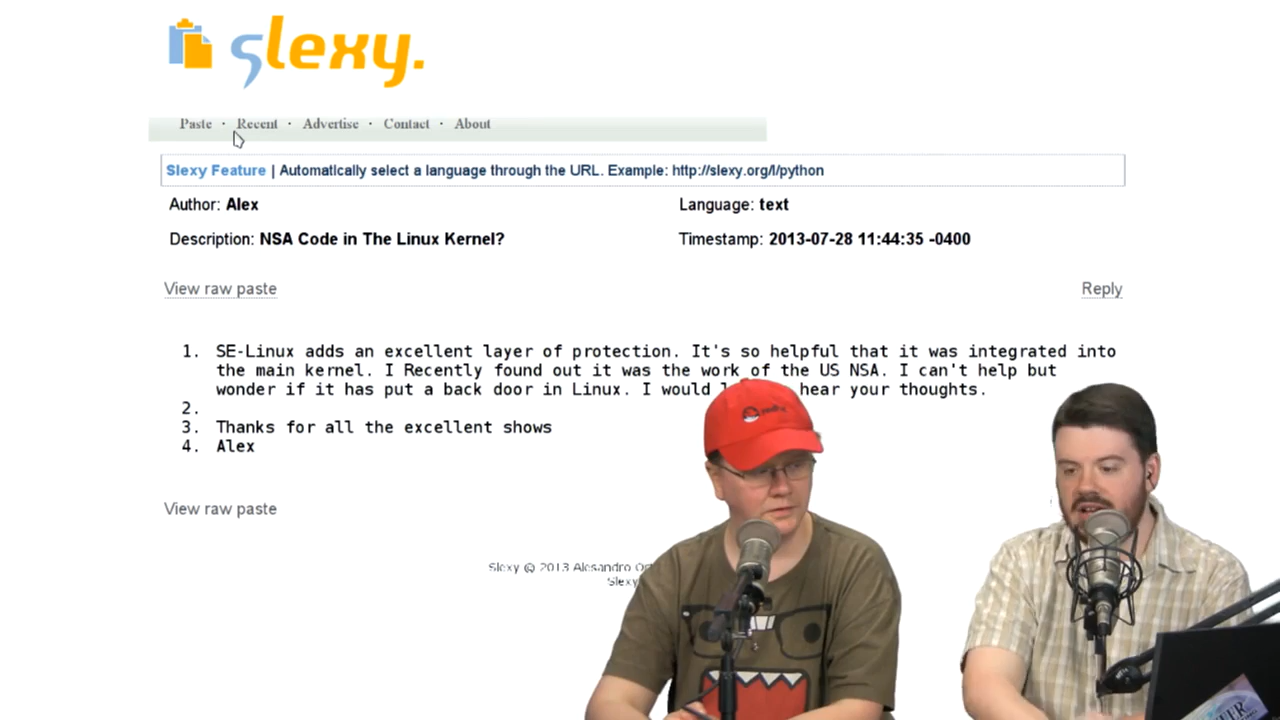 slexy.
Paste · Recent · Advertise · Contact · About
Slexy Feature | Automatically select a language through the URL. Example: http://slexy.org/l/python
Author: Alex
Language: text
Description: NSA Code in The Linux Kernel?
Timestamp: 2013-07-28 11:44:35 -0400
View raw paste
Reply
1. SE-Linux adds an excellent layer of protection. It's so helpful that it was integrated into
the main kernel. I Recently found out it was the work of the US NSA. I can't help but
wonder if it has put a back door in Linux. I would hear your thoughts.
2.
3. Thanks for all the excellent shows
4. Alex
View raw paste
Slexy @ 2013 Alesandro
Slexy